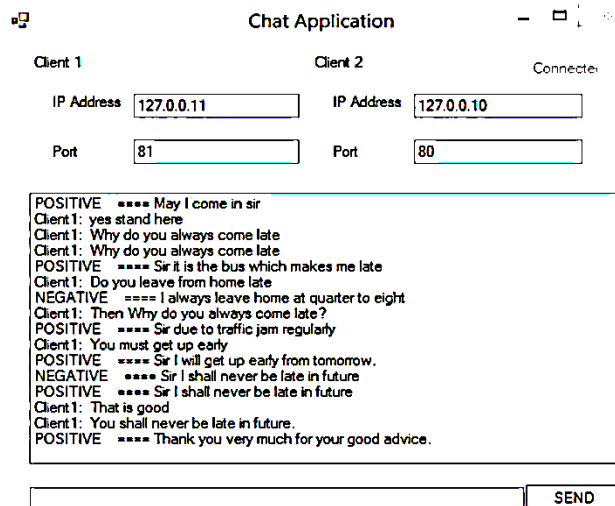 Chat Application
Client 1 Client 2 Connected
IP Address 127.0.0.11 IP Address 127.0.0.10
Port 81 Port 80
POSITIVE ==== May I come in sir
Client1: yes stand here
Client1: Why do you always come late
Client1: Why do you always come late
POSITIVE ==== Sir it is the bus which makes me late
Client1: Do you leave from home late
NEGATIVE ==== I always leave home at quarter to eight
Client1: Then Why do you always come late?
POSITIVE ==== Sir due to traffic jam regularly
Client1: You must get up early
POSITIVE ==== Sir I will get up early from tomorrow.
NEGATIVE ==== Sir I shall never be late in future
POSITIVE ==== Sir I shall never be late in future
Client1: That is good
Client1: You shall never be late in future.
POSITIVE ==== Thank you very much for your good advice.
SEND